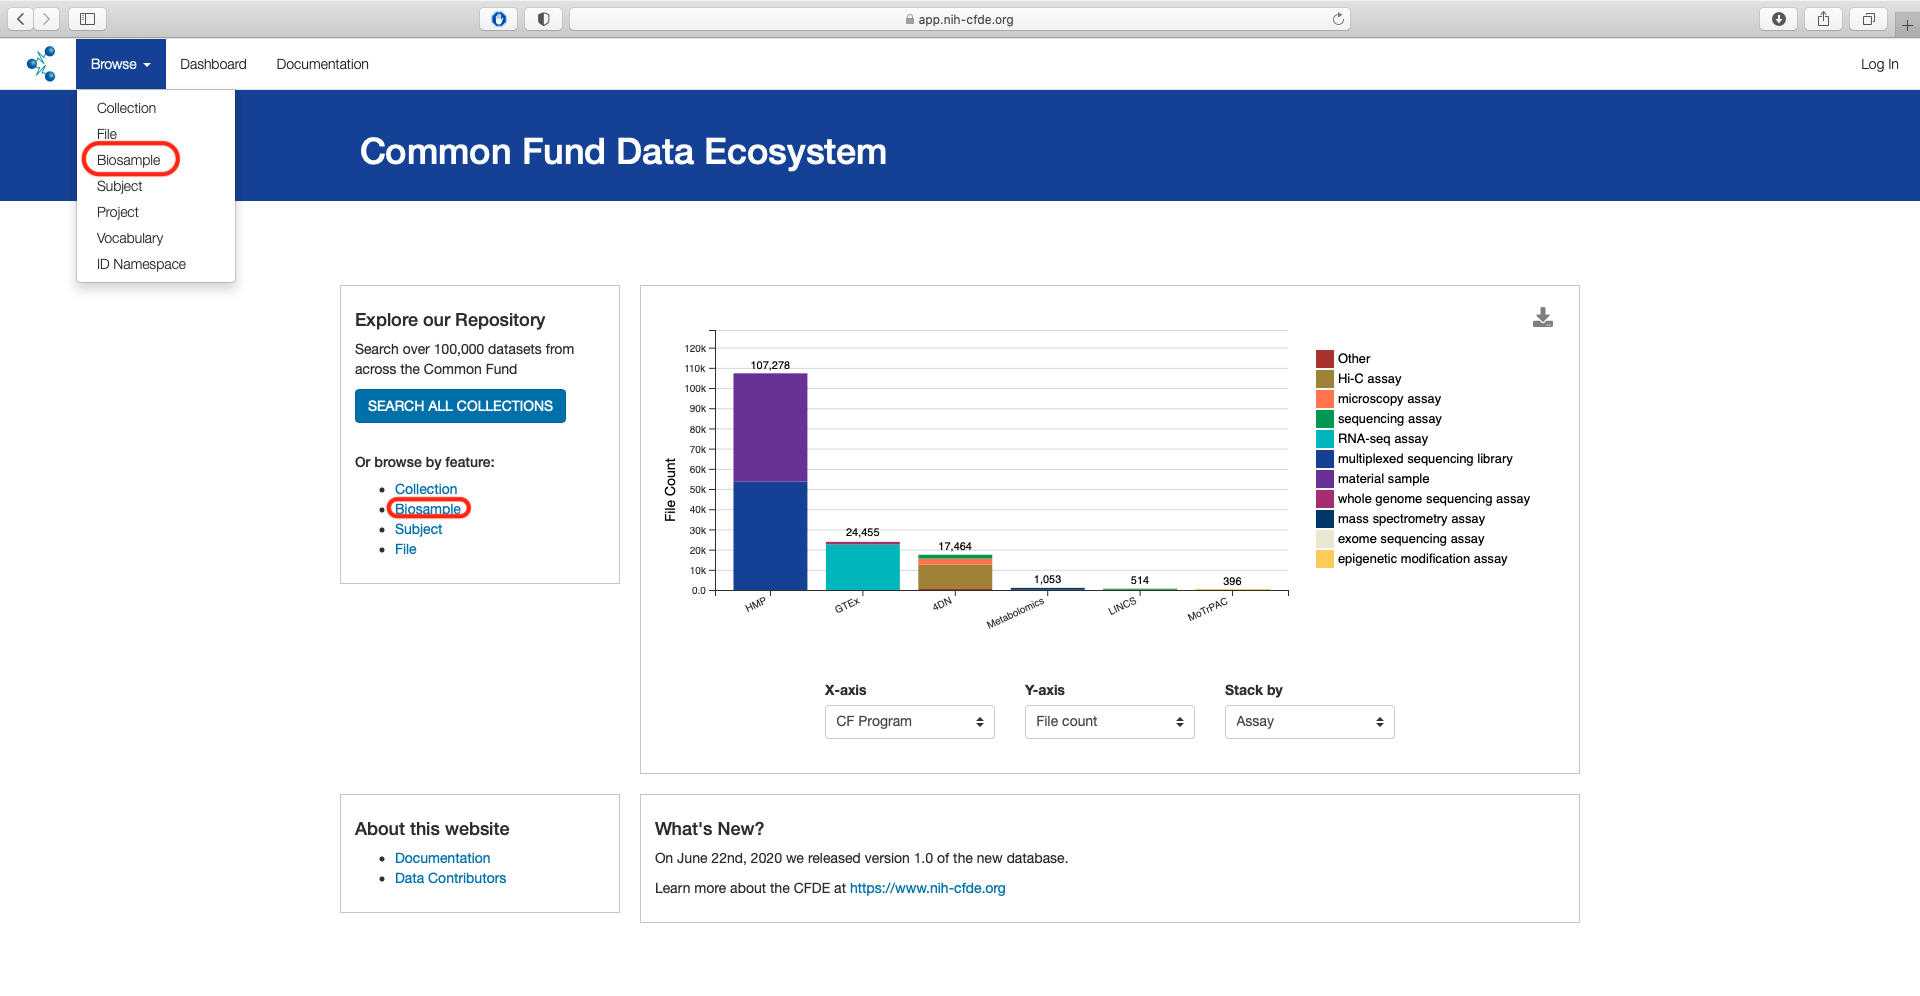 app.nih-cfde.org
Browse
Dashboard
Documentation
Log In
Collection
File
Biosample
Subject
Project
Vocabulary
ID Namespace
Common Fund Data Ecosystem
Explore our Repository
Search over 100,000 datasets from
across the Common Fund
SEARCH ALL COLLECTIONS
Or browse by feature:
Collection
Biosample
Subject
File
File Count
120k
110k
100k
90k
80k
70k
60k
50k
40k
30k
20k
10k
0.0
107,278
24,455
17,464
1,053
514
396
HMP
GTEx
4DN
Metabolomics
LINCS
MoTrPAC
Other
Hi-C assay
microscopy assay
sequencing assay
RNA-seq assay
multiplexed sequencing library
material sample
whole genome sequencing assay
mass spectrometry assay
exome sequencing assay
epigenetic modification assay
X-axis
CF Program
Y-axis
File count
Stack by
Assay
About this website
Documentation
Data Contributors
What's New?
On June 22nd, 2020 we released version 1.0 of the new database.
Learn more about the CFDE at https://www.nih-cfde.org